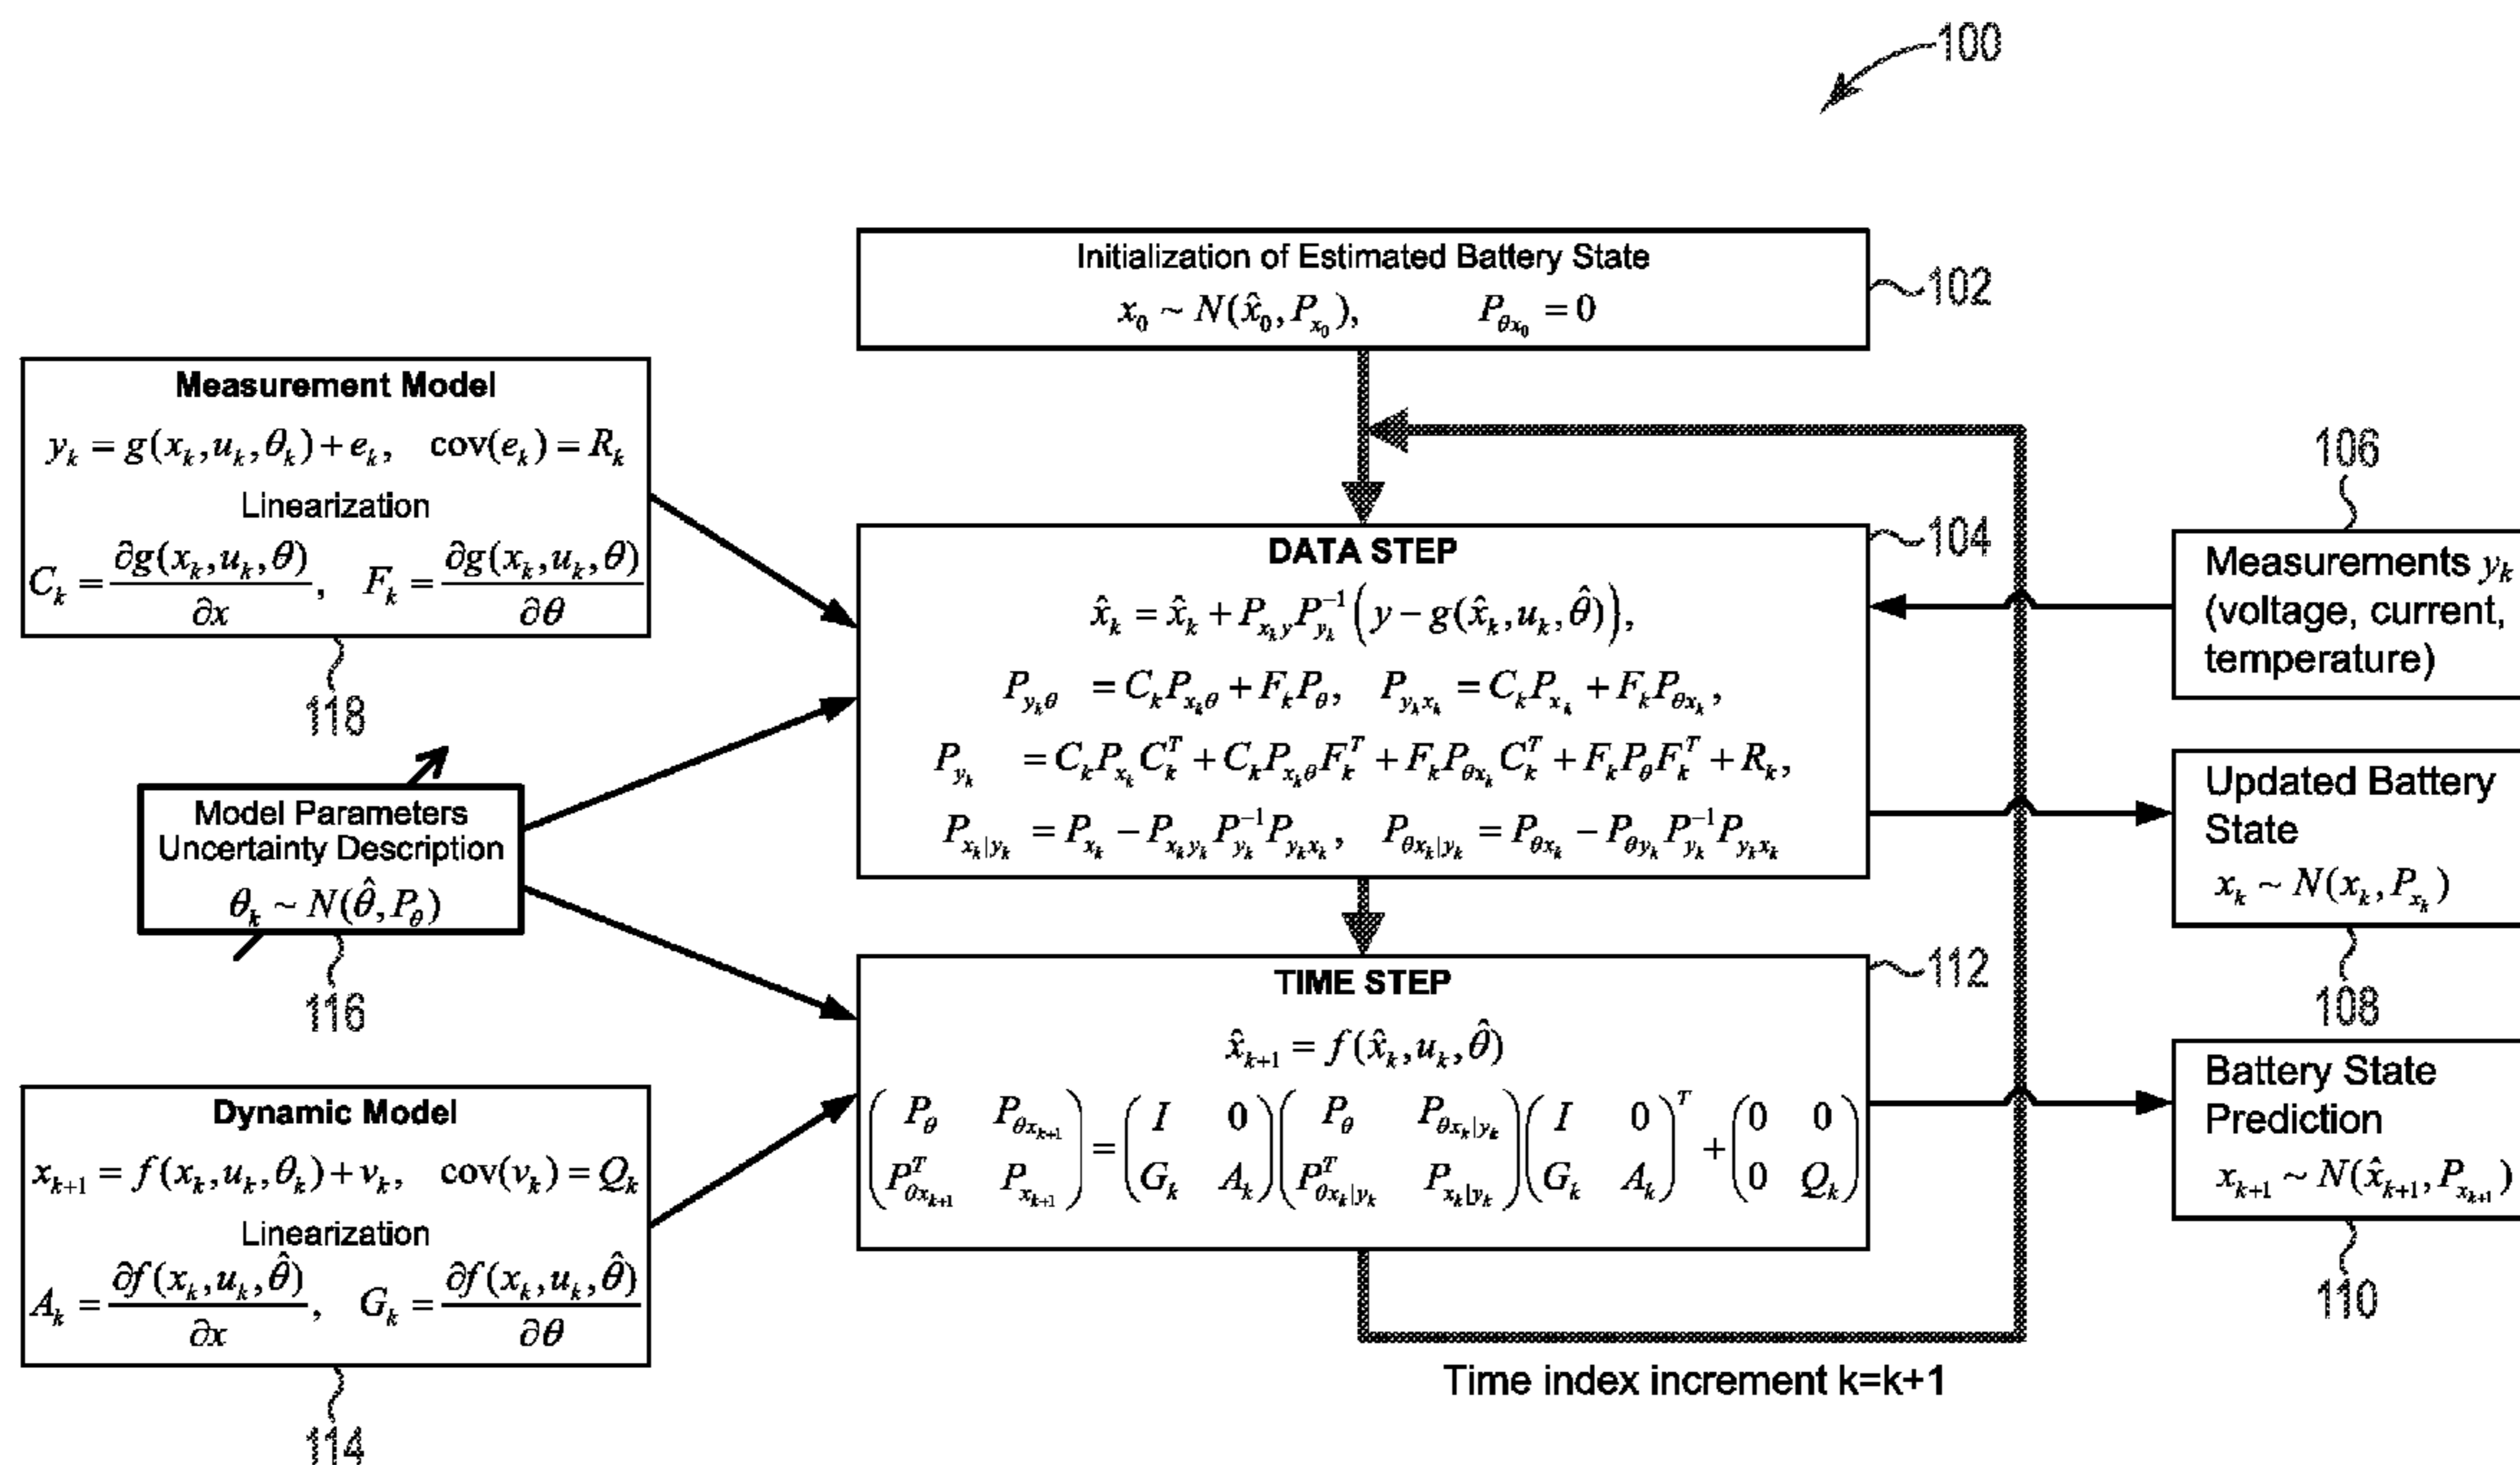 100
Initialization of Estimated Battery State
x_0 ~ N(x̂_0, P_{x_0}), P_{θx_0} = 0
102
Measurement Model
y_k = g(x_k, u_k, θ_k) + e_k, cov(e_k) = R_k
Linearization
C_k = ∂g(x_k, u_k, θ)/∂x, F_k = ∂g(x_k, u_k, θ)/∂θ
118
DATA STEP
104
x̂_k = x̂_k + P_{x_k y} P_{y_k}^{-1} (y − g(x̂_k, u_k, θ̂)),
P_{y_k θ} = C_k P_{x_k θ} + F_k P_θ, P_{y_k x_k} = C_k P_{x_k} + F_k P_{θx_k},
P_{y_k} = C_k P_{x_k} C_k^T + C_k P_{x_k θ} F_k^T + F_k P_{θx_k} C_k^T + F_k P_θ F_k^T + R_k,
P_{x_k|y_k} = P_{x_k} − P_{x_k y_k} P_{y_k}^{-1} P_{y_k x_k}, P_{θx_k|y_k} = P_{θx_k} − P_{θy_k} P_{y_k}^{-1} P_{y_k x_k}
106
Measurements y_k
(voltage, current,
temperature)
Updated Battery
State
x_k ~ N(x_k, P_{x_k})
108
Model Parameters
Uncertainty Description
θ_k ~ N(θ̂, P_θ)
116
TIME STEP
112
x̂_{k+1} = f(x̂_k, u_k, θ̂)
(P_θ P_{θx_{k+1}}; P_{θx_{k+1}}^T P_{x_{k+1}}) = (I 0; G_k A_k)(P_θ P_{θx_k|y_k}; P_{θx_k|y_k}^T P_{x_k|y_k})(I 0; G_k A_k)^T + (0 0; 0 Q_k)
Battery State
Prediction
x_{k+1} ~ N(x̂_{k+1}, P_{x_{k+1}})
110
Dynamic Model
x_{k+1} = f(x_k, u_k, θ_k) + v_k, cov(v_k) = Q_k
Linearization
A_k = ∂f(x_k, u_k, θ̂)/∂x, G_k = ∂f(x_k, u_k, θ̂)/∂θ
114
Time index increment k=k+1